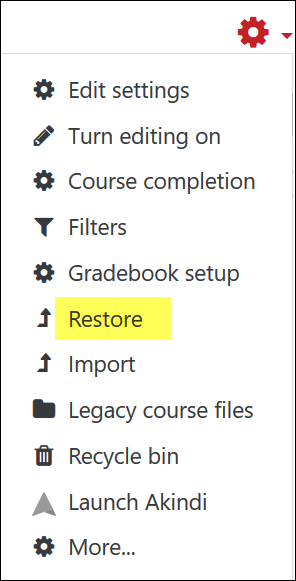 Edit settings
Turn editing on
Course completion
Filters
Gradebook setup
Restore
Import
Legacy course files
Recycle bin
Launch Akindi
More...